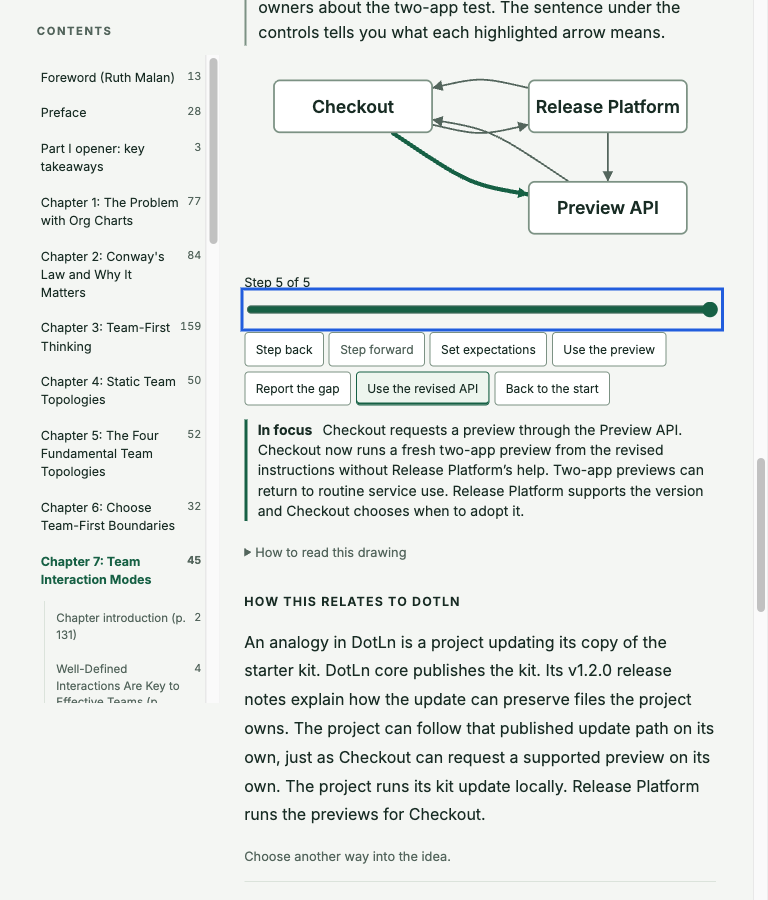 owners about the two-app test. The sentence under the
controls tells you what each highlighted arrow means.
CONTENTS
Foreword (Ruth Malan) 13
Preface 28
Part I opener: key 3
takeaways
Chapter 1: The Problem 77
with Org Charts
Chapter 2: Conway's 84
Law and Why It
Matters
Chapter 3: Team-First 159
Thinking
Chapter 4: Static Team 50
Topologies
Chapter 5: The Four 52
Fundamental Team
Topologies
Chapter 6: Choose 32
Team-First Boundaries
Chapter 7: Team 45
Interaction Modes
Chapter introduction (p. 2
131)
Well-Defined 4
Interactions Are Key to
Effective Teams (p.
Checkout
Release Platform
Preview API
Step 5 of 5
Step back Step forward Set expectations Use the preview
Report the gap Use the revised API Back to the start
In focus Checkout requests a preview through the Preview API.
Checkout now runs a fresh two-app preview from the revised
instructions without Release Platform’s help. Two-app previews can
return to routine service use. Release Platform supports the version
and Checkout chooses when to adopt it.
How to read this drawing
HOW THIS RELATES TO DOTLN
An analogy in DotLn is a project updating its copy of the
starter kit. DotLn core publishes the kit. Its v1.2.0 release
notes explain how the update can preserve files the project
owns. The project can follow that published update path on its
own, just as Checkout can request a supported preview on its
own. The project runs its kit update locally. Release Platform
runs the previews for Checkout.
Choose another way into the idea.